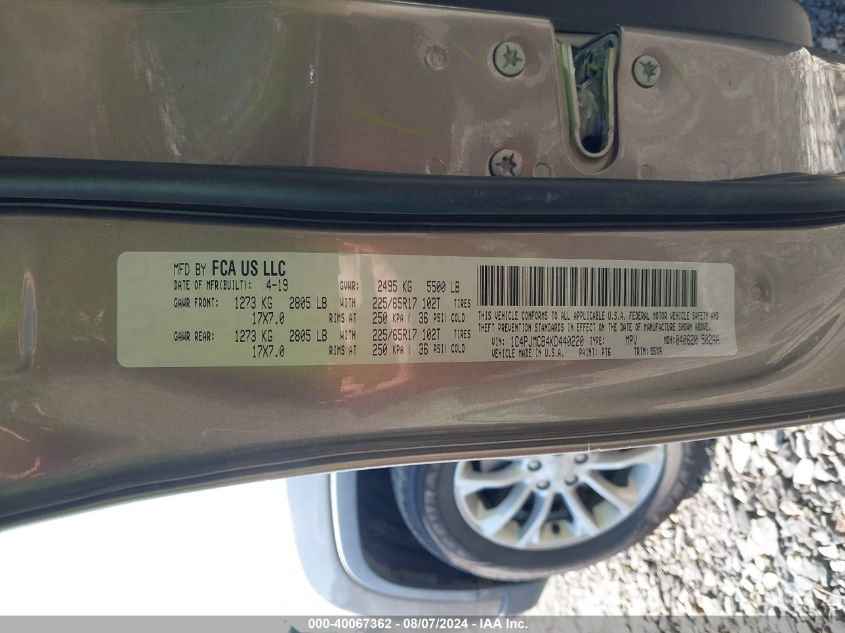 MFD BY FCA US LLC
DATE OF MFR(BUILT): 4-19 GVWR: 2495 KG 5500 LB
GAWR FRONT: 1273 KG 2805 LB WITH 225/65R17 102T TIRES
17X7.0 RIMS AT 250 KPA ( 36 PSI) COLD
GAWR REAR: 1273 KG 2805 LB WITH 225/65R17 102T TIRES
17X7.0 RIMS AT 250 KPA ( 36 PSI) COLD
THIS VEHICLE CONFORMS TO ALL APPLICABLE U.S.A. FEDERAL MOTOR VEHICLE SAFETY AND
THEFT PREVENTION STANDARDS IN EFFECT ON THE DATE OF MANUFACTURE SHOWN ABOVE.
VIN: 1C4PJMCB4KD440220 TYPE: MPV MDH: 040620 502AA
VEHICLE MADE IN U.S.A. PAINT: PT6 TRIM: S5X9
000-40067362 - 08/07/2024 - IAA Inc.